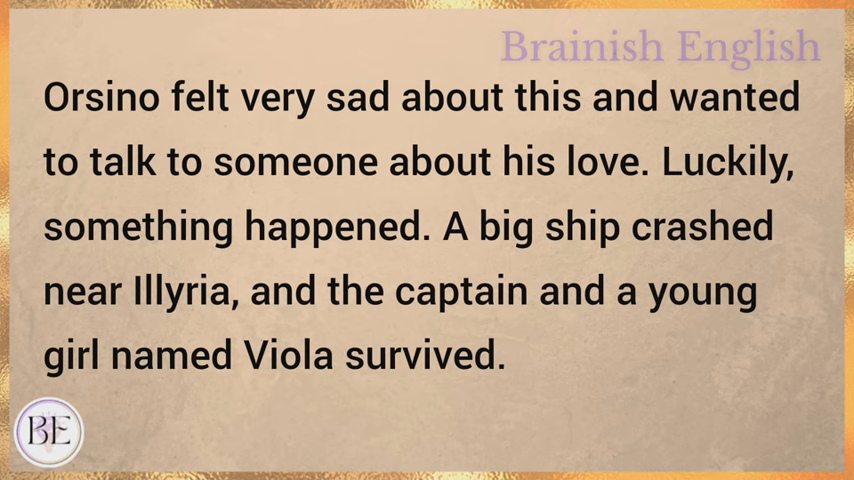 Brainish English
Orsino felt very sad about this and wanted
to talk to someone about his love. Luckily,
something happened. A big ship crashed
near Illyria, and the captain and a young
girl named Viola survived.
BE